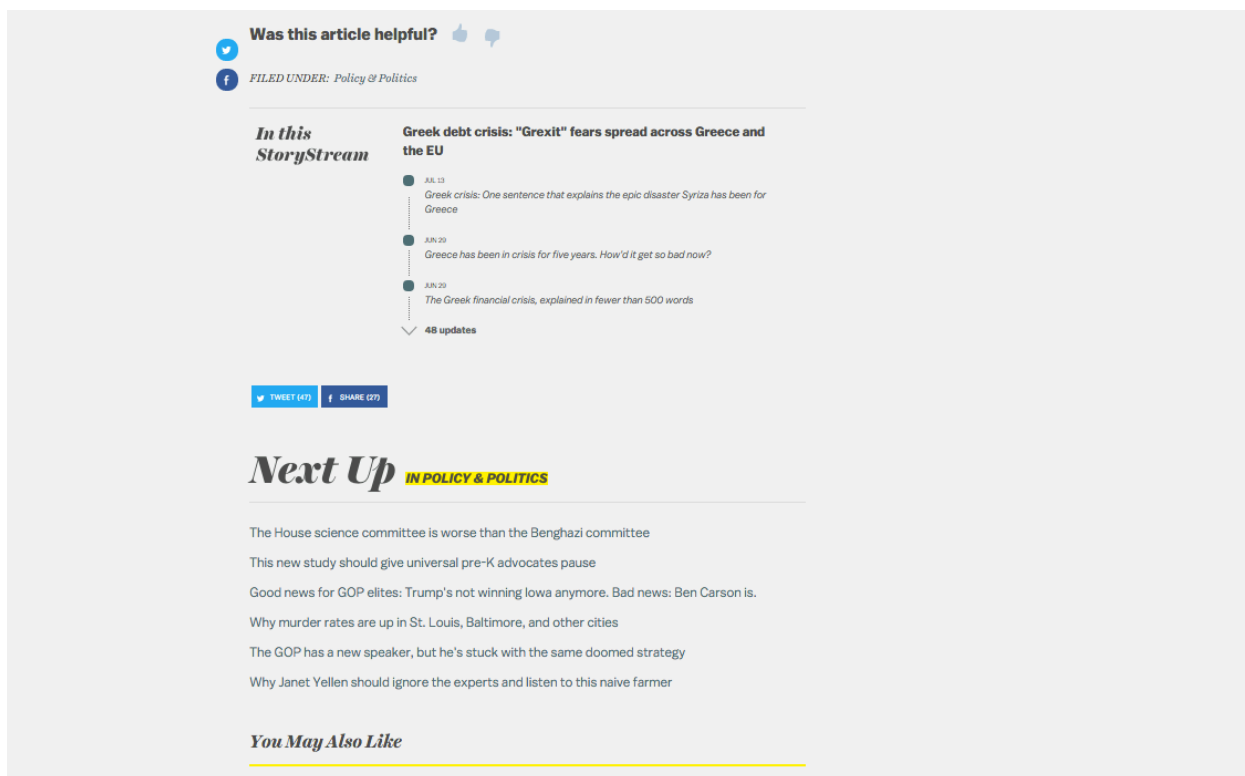 Was this article helpful?
FILED UNDER: Policy & Politics
In this
StoryStream
Greek debt crisis: "Grexit" fears spread across Greece and
the EU
JUL 13
Greek crisis: One sentence that explains the epic disaster Syriza has been for
Greece
JUN 29
Greece has been in crisis for five years. How'd it get so bad now?
JUN 29
The Greek financial crisis, explained in fewer than 500 words
48 updates
TWEET (47) SHARE (27)
Next Up IN POLICY & POLITICS
The House science committee is worse than the Benghazi committee
This new study should give universal pre-K advocates pause
Good news for GOP elites: Trump's not winning Iowa anymore. Bad news: Ben Carson is.
Why murder rates are up in St. Louis, Baltimore, and other cities
The GOP has a new speaker, but he's stuck with the same doomed strategy
Why Janet Yellen should ignore the experts and listen to this naive farmer
You May Also Like